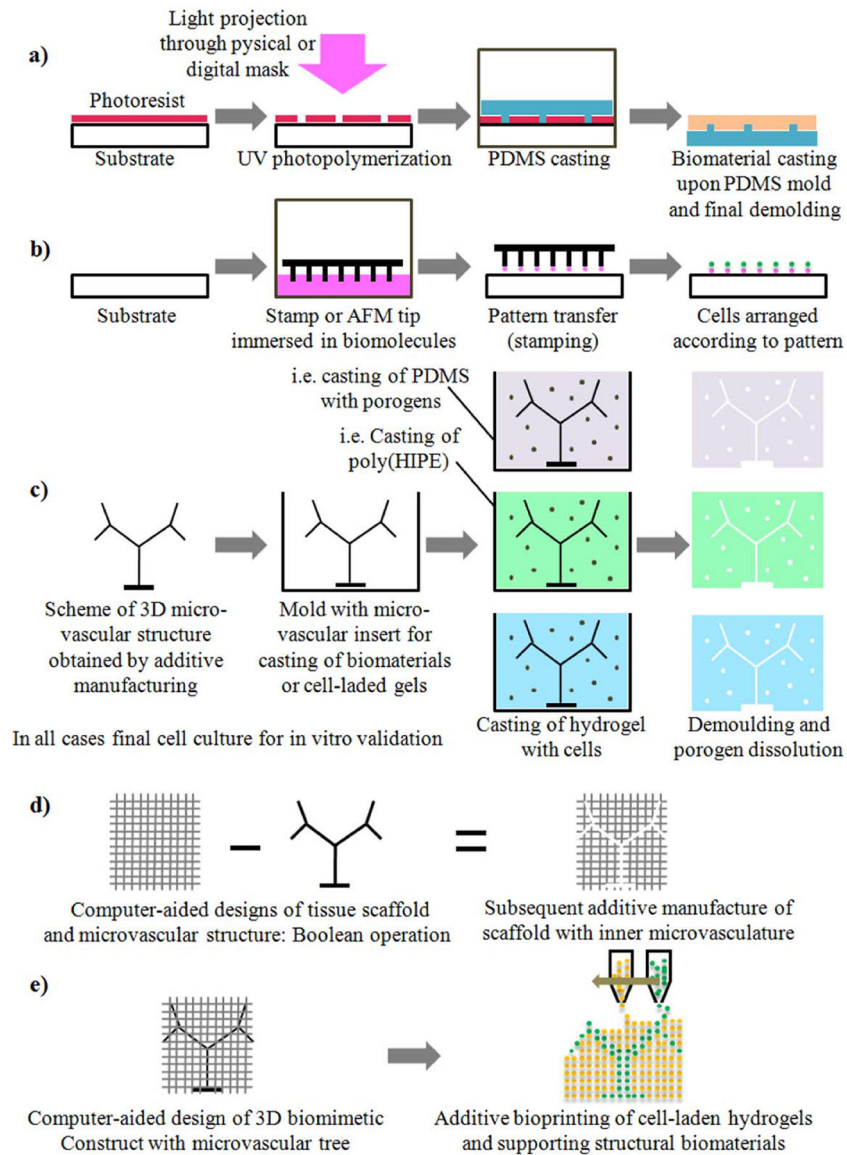 Light projection
through pysical or
digital mask
a)
Photoresist
Substrate
UV photopolymerization
PDMS casting
Biomaterial casting
upon PDMS mold
and final demolding
b)
Substrate
Stamp or AFM tip
immersed in biomolecules
Pattern transfer
(stamping)
Cells arranged
according to pattern
i.e. casting of PDMS
with porogens
i.e. Casting of
poly(HIPE)
c)
Scheme of 3D micro-
vascular structure
obtained by additive
manufacturing
Mold with micro-
vascular insert for
casting of biomaterials
or cell-laded gels
Casting of hydrogel
with cells
Demoulding and
porogen dissolution
In all cases final cell culture for in vitro validation
d)
Computer-aided designs of tissue scaffold
and microvascular structure: Boolean operation
Subsequent additive manufacture of
scaffold with inner microvasculature
e)
Computer-aided design of 3D biomimetic
Construct with microvascular tree
Additive bioprinting of cell-laden hydrogels
and supporting structural biomaterials